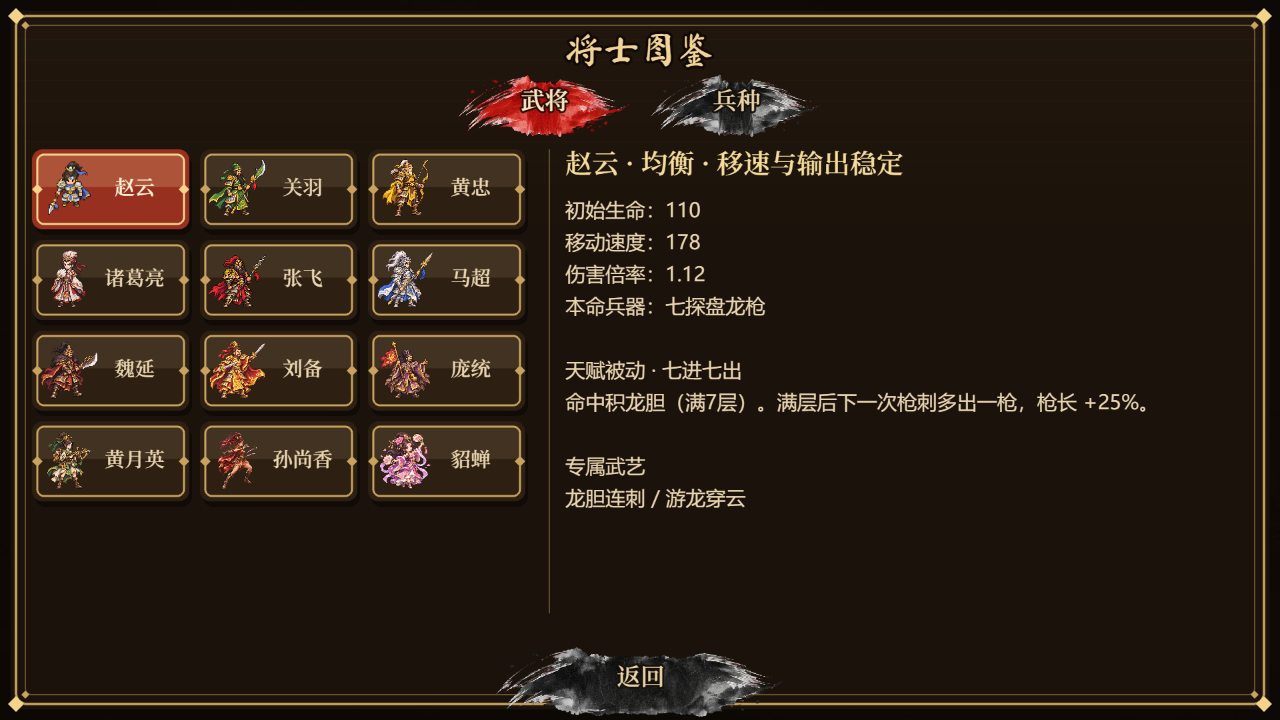 将士图鉴
武将
兵种
赵云
关羽
黄忠
诸葛亮
张飞
马超
魏延
刘备
庞统
黄月英
孙尚香
貂蝉
赵云 · 均衡 · 移速与输出稳定
初始生命：110
移动速度：178
伤害倍率：1.12
本命兵器：七探盘龙枪
天赋被动 · 七进七出
命中积龙胆（满7层）。满层后下一次枪刺多出一枪，枪长 +25%。
专属武艺
龙胆连刺 / 游龙穿云
返回